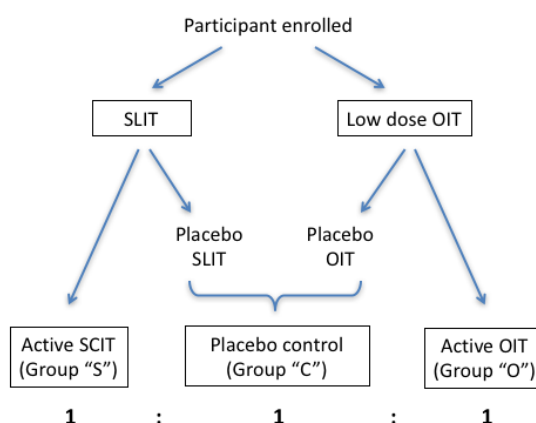 Participant enrolled
SLIT
Low dose OIT
Placebo
SLIT
Placebo
OIT
Active SCIT
(Group “S”)
Placebo control
(Group “C”)
Active OIT
(Group “O”)
1 : 1 : 1